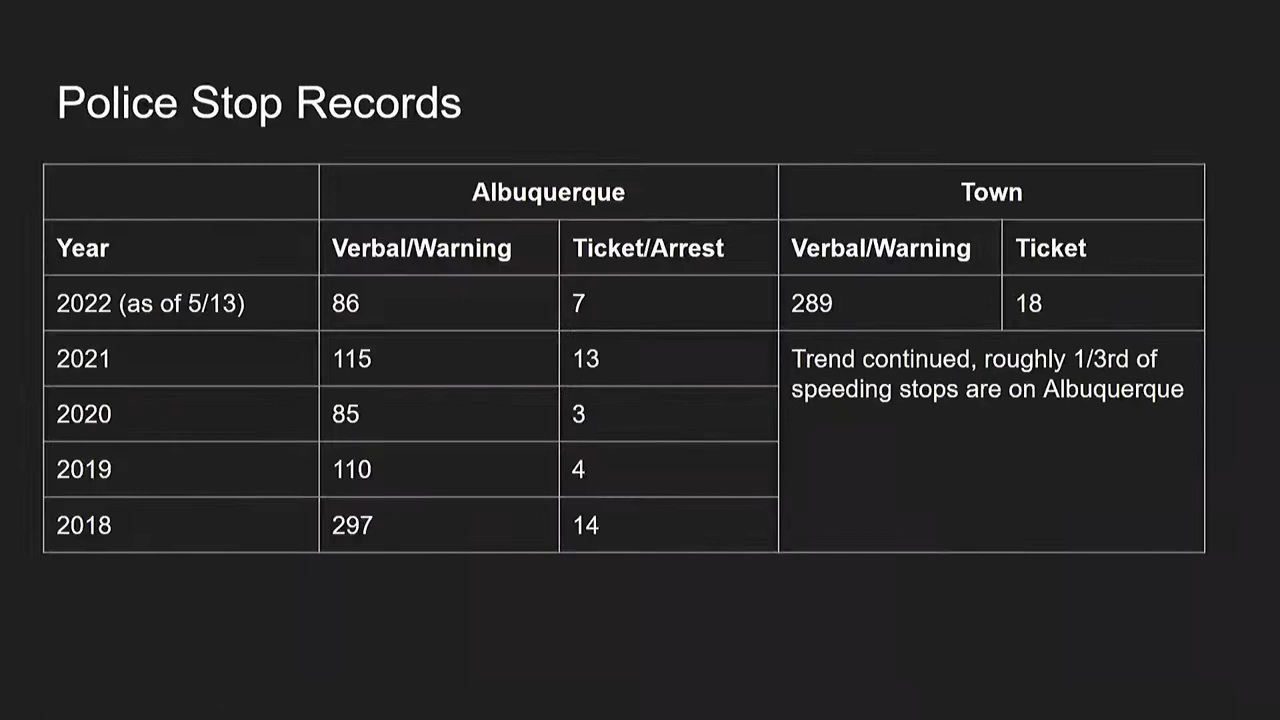 Police Stop Records
Albuquerque Town
Year Verbal/Warning Ticket/Arrest Verbal/Warning Ticket
2022 (as of 5/13) 86 7 289 18
2021 115 13 Trend continued, roughly 1/3rd of
speeding stops are on Albuquerque
2020 85 3
2019 110 4
2018 297 14